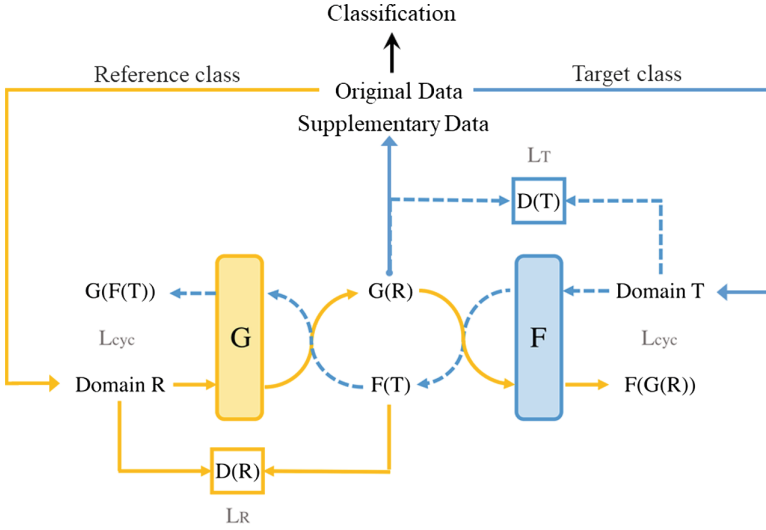 Classification
Reference class
Original Data
Target class
Supplementary Data
LT
D(T)
G(F(T))
G(R)
Domain T
Lcyc
G
F
Lcyc
Domain R
F(T)
F(G(R))
D(R)
LR